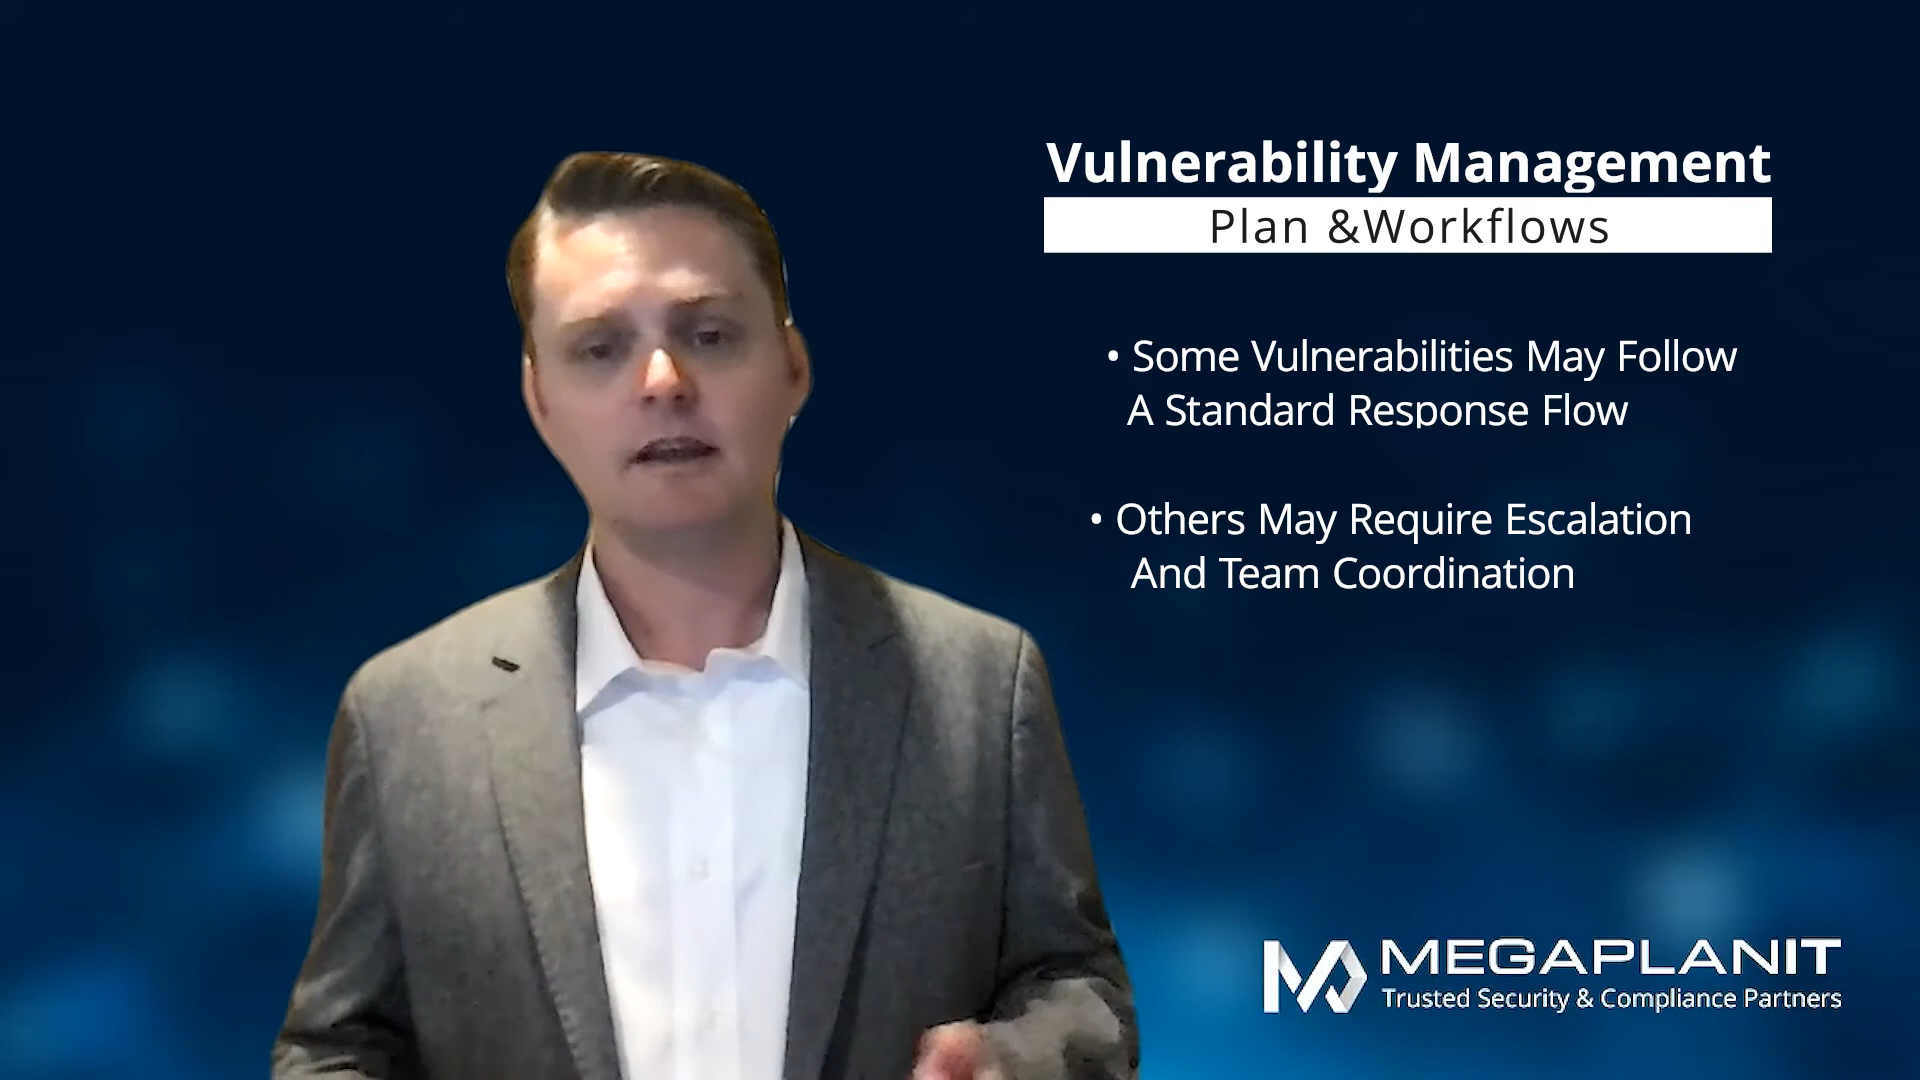 Vulnerability Management
Plan &Workflows
• Some Vulnerabilities May Follow
A Standard Response Flow
• Others May Require Escalation
And Team Coordination
MEGAPLANIT
Trusted Security & Compliance Partners